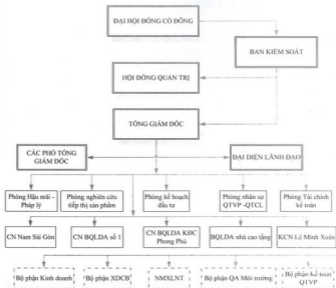 ĐẠI HỘI ĐỒNG CỔ ĐÔNG
BAN KIỂM SOÁT
HỘI ĐỒNG QUẢN TRỊ
TỔNG GIÁM ĐỐC
CÁC PHÓ TỔNG
GIÁM ĐỐC
ĐẠI DIỆN LÃNH ĐẠO
Phòng Hậu mãi -
Pháp lý
Phòng nghiên cứu
tiếp thị sản phẩm
Phòng kế hoạch
đầu tư
Phòng nhân sự
QTVP -QTCL
Phòng Tài chính
kế toán
CN Nam Sài Gòn
CN BQLDA số 1
CN BQLDA KDC
Phong Phú
BQLDA nhà cao tầng
KCN Lê Minh Xuân
Bộ phận Kinh doanh
Bộ phận XDCB
NMXLNT
Bộ phận QA Môi trường
Bộ phận Kế toán
QTVP